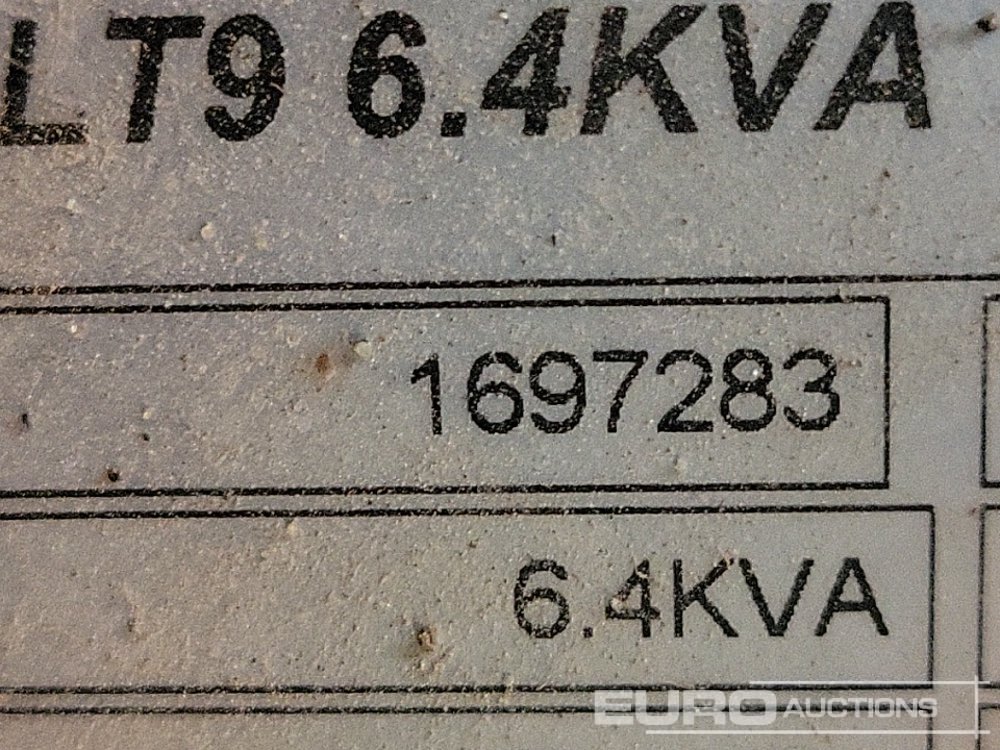 LT9 6.4KVA
1697283
6.4KVA
EURO AUCTIONS